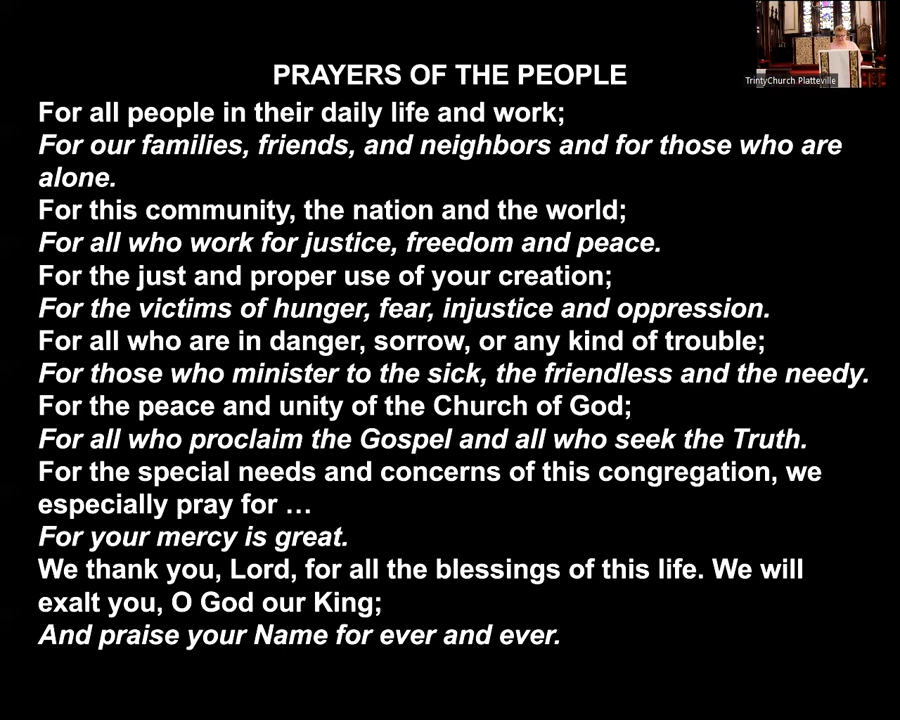 TrintyChurch Platteville
PRAYERS OF THE PEOPLE
For all people in their daily life and work;
For our families, friends, and neighbors and for those who are
alone.
For this community, the nation and the world;
For all who work for justice, freedom and peace.
For the just and proper use of your creation;
For the victims of hunger, fear, injustice and oppression.
For all who are in danger, sorrow, or any kind of trouble;
For those who minister to the sick, the friendless and the needy.
For the peace and unity of the Church of God;
For all who proclaim the Gospel and all who seek the Truth.
For the special needs and concerns of this congregation, we
especially pray for …
For your mercy is great.
We thank you, Lord, for all the blessings of this life. We will
exalt you, O God our King;
And praise your Name for ever and ever.